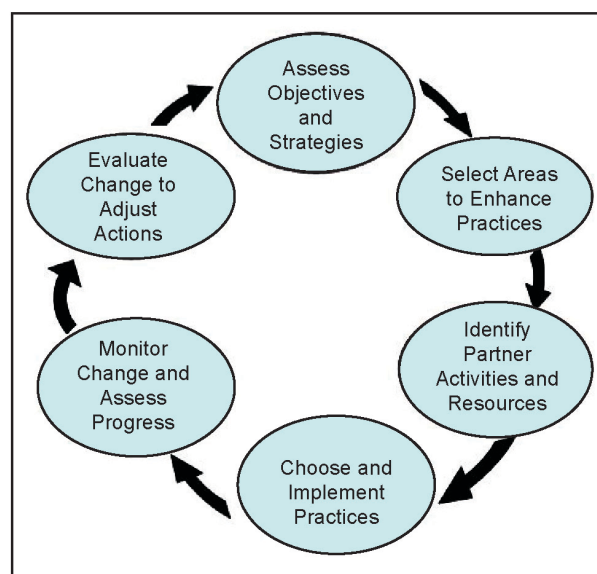 Assess
Objectives
and
Strategies
Select Areas
to Enhance
Practices
Identify
Partner
Activities and
Resources
Choose and
Implement
Practices
Monitor
Change and
Assess
Progress
Evaluate
Change to
Adjust
Actions